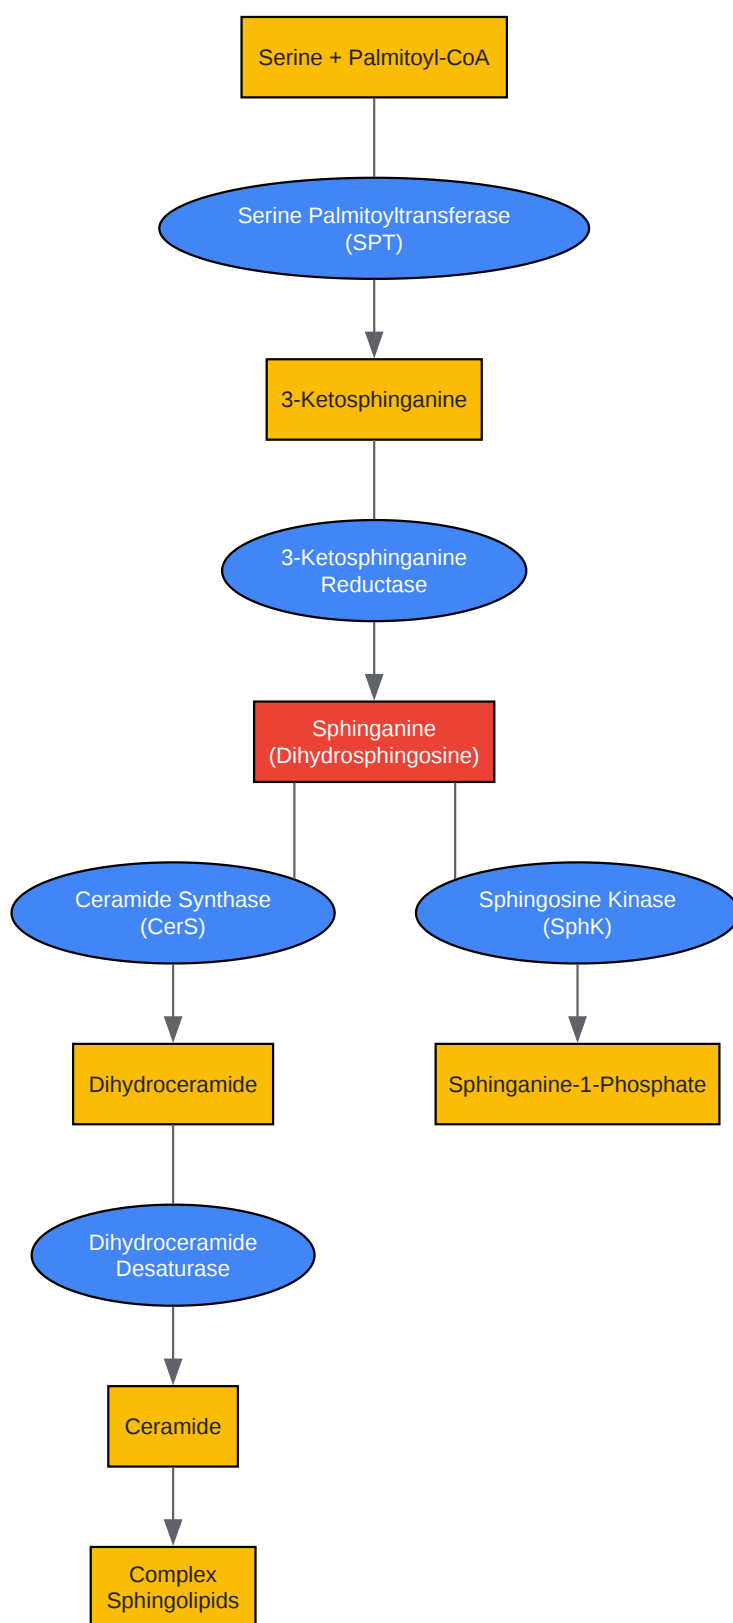 Serine + Palmitoyl-CoA
Serine Palmitoyltransferase
(SPT)
3-Ketosphinganine
3-Ketosphinganine
Reductase
Sphinganine
(Dihydrosphingosine)
Ceramide Synthase
(CerS)
Sphingosine Kinase
(SphK)
Dihydroceramide
Sphinganine-1-Phosphate
Dihydroceramide
Desaturase
Ceramide
Complex
Sphingolipids